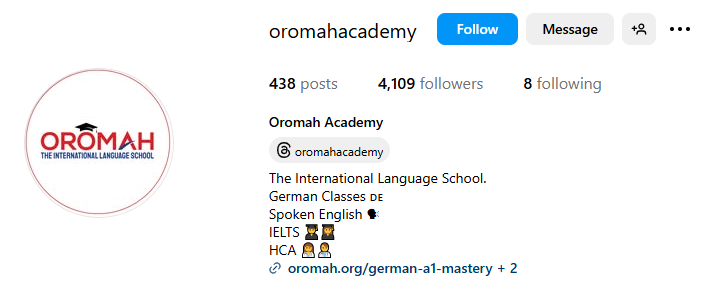 oromahacademy
Follow
Message
438 posts
4,109 followers
8 following
OROMAH
THE INTERNATIONAL LANGUAGE SCHOOL
Oromah Academy
oromahacademy
The International Language School.
German Classes DE
Spoken English 🗣
IELTS 👨‍🎓👩‍🎓
HCA 👩‍⚕️👨‍⚕️
oromah.org/german-a1-mastery + 2